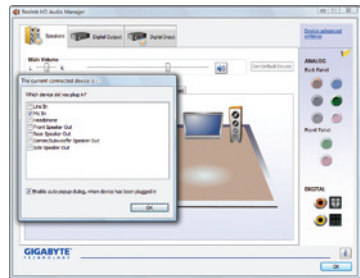 Realtek HD Audio Manager
Speakers
Digital Output
Digital Input
Device advanced
settings
Main Volume
L
R
Set Default Device
ANALOG
Back Panel
The current connected device is :
Which device did you plug in?
Line In
Mic In
Headphone
Front Speaker Out
Rear Speaker Out
Center/Subwoofer Speaker Out
Side Speaker Out
Front Panel
Enable auto popup dialog, when device has been plugged in
OK
DIGITAL
GIGABYTE
TECHNOLOGY
OK